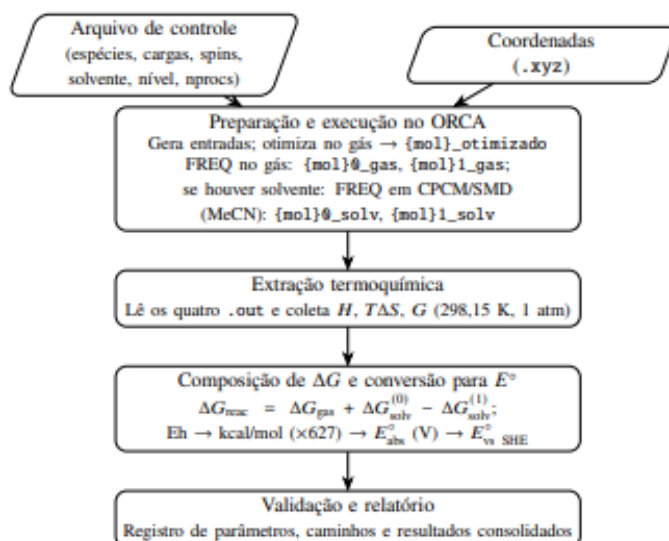 Arquivo de controle
(espécies, cargas, spins,
solvente, nível, nprocs)
Coordenadas
(.xyz)
Preparação e execução no ORCA
Gera entradas; otimiza no gás → {mol}_otimizado
FREQ no gás: {mol}0_gas, {mol}1_gas;
se houver solvente: FREQ em CPCM/SMD
(MeCN): {mol}0_solv, {mol}1_solv
Extração termoquímica
Lê os quatro .out e coleta H, TΔS, G (298,15 K, 1 atm)
Composição de ΔG e conversão para E°
ΔG_reac = ΔG_gas + ΔG_solv^(0) − ΔG_solv^(1);
Eh → kcal/mol (×627) → E°_abs (V) → E°_vs SHE
Validação e relatório
Registro de parâmetros, caminhos e resultados consolidados